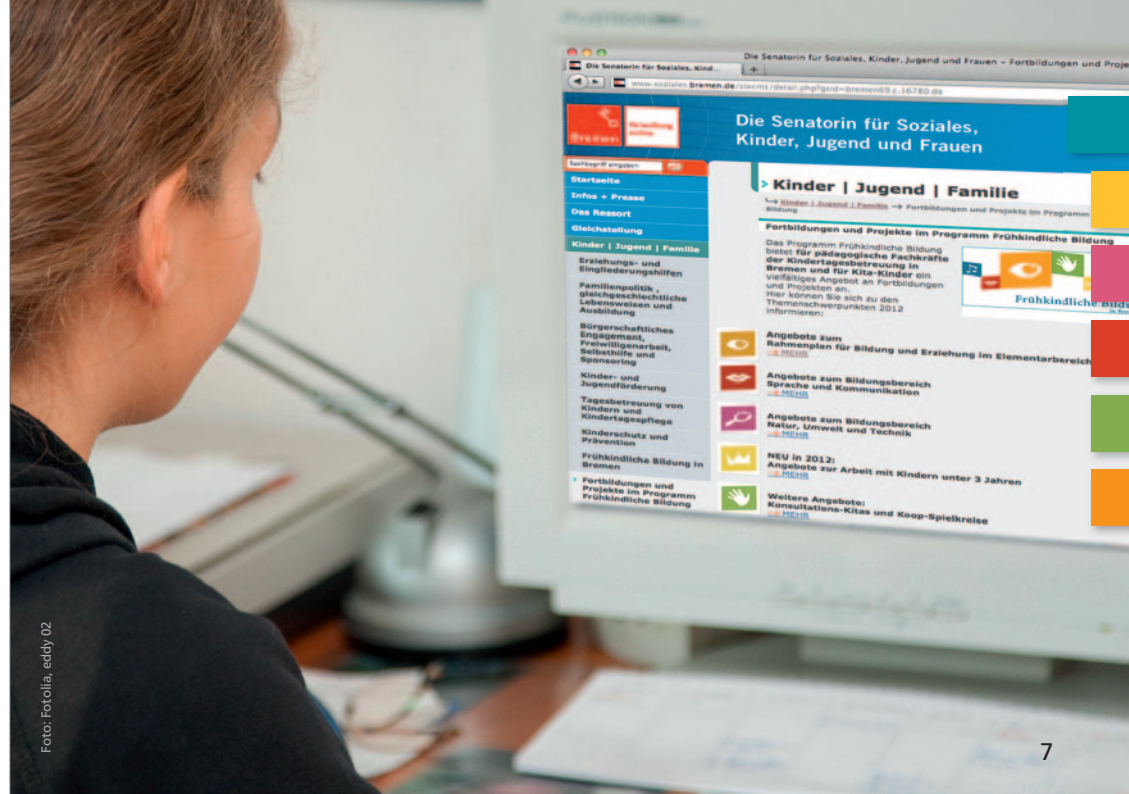 Die Senatorin für Soziales, Kinder, Jugend und Frauen – Fortbildungen und Proje
Die Senatorin für Soziales, Kind...
www.soziales.bremen.de/sixcms/detail.php?gsid=bremen69.c.16780.de
Bremen
Verwaltung
online
Die Senatorin für Soziales,
Kinder, Jugend und Frauen
Suchbegriff eingeben
Startseite
Infos + Presse
Das Ressort
Gleichstellung
Kinder | Jugend | Familie
Erziehungs- und
Eingliederungshilfen
Familienpolitik ,
gleichgeschlechtliche
Lebensweisen und
Ausbildung
Bürgerschaftliches
Engagement,
Freiwilligenarbeit,
Selbsthilfe und
Sponsoring
Kinder- und
Jugendförderung
Tagesbetreuung von
Kindern und
Kindertagespflege
Kinderschutz und
Prävention
Frühkindliche Bildung in
Bremen
> Fortbildungen und
Projekte im Programm
Frühkindliche Bildung
> Kinder | Jugend | Familie
Kinder | Jugend | Familie → Fortbildungen und Projekte im Programm
Bildung
Fortbildungen und Projekte im Programm Frühkindliche Bildung
Das Programm Frühkindliche Bildung
bietet für pädagogische Fachkräfte
der Kindertagesbetreuung in
Bremen und für Kita-Kinder ein
vielfältiges Angebot an Fortbildungen
und Projekten an.
Hier können Sie sich zu den
Themenschwerpunkten 2012
informieren:
Frühkindliche Bildu
Angebote zum
Rahmenplan für Bildung und Erziehung im Elementarbereich
→ MEHR
Angebote zum Bildungsbereich
Sprache und Kommunikation
→ MEHR
Angebote zum Bildungsbereich
Natur, Umwelt und Technik
→ MEHR
NEU in 2012:
Angebote zur Arbeit mit Kindern unter 3 Jahren
→ MEHR
Weitere Angebote:
Konsultations-Kitas und Koop-Spielkreise
→ MEHR
Foto: Fotolia, eddy 02
7